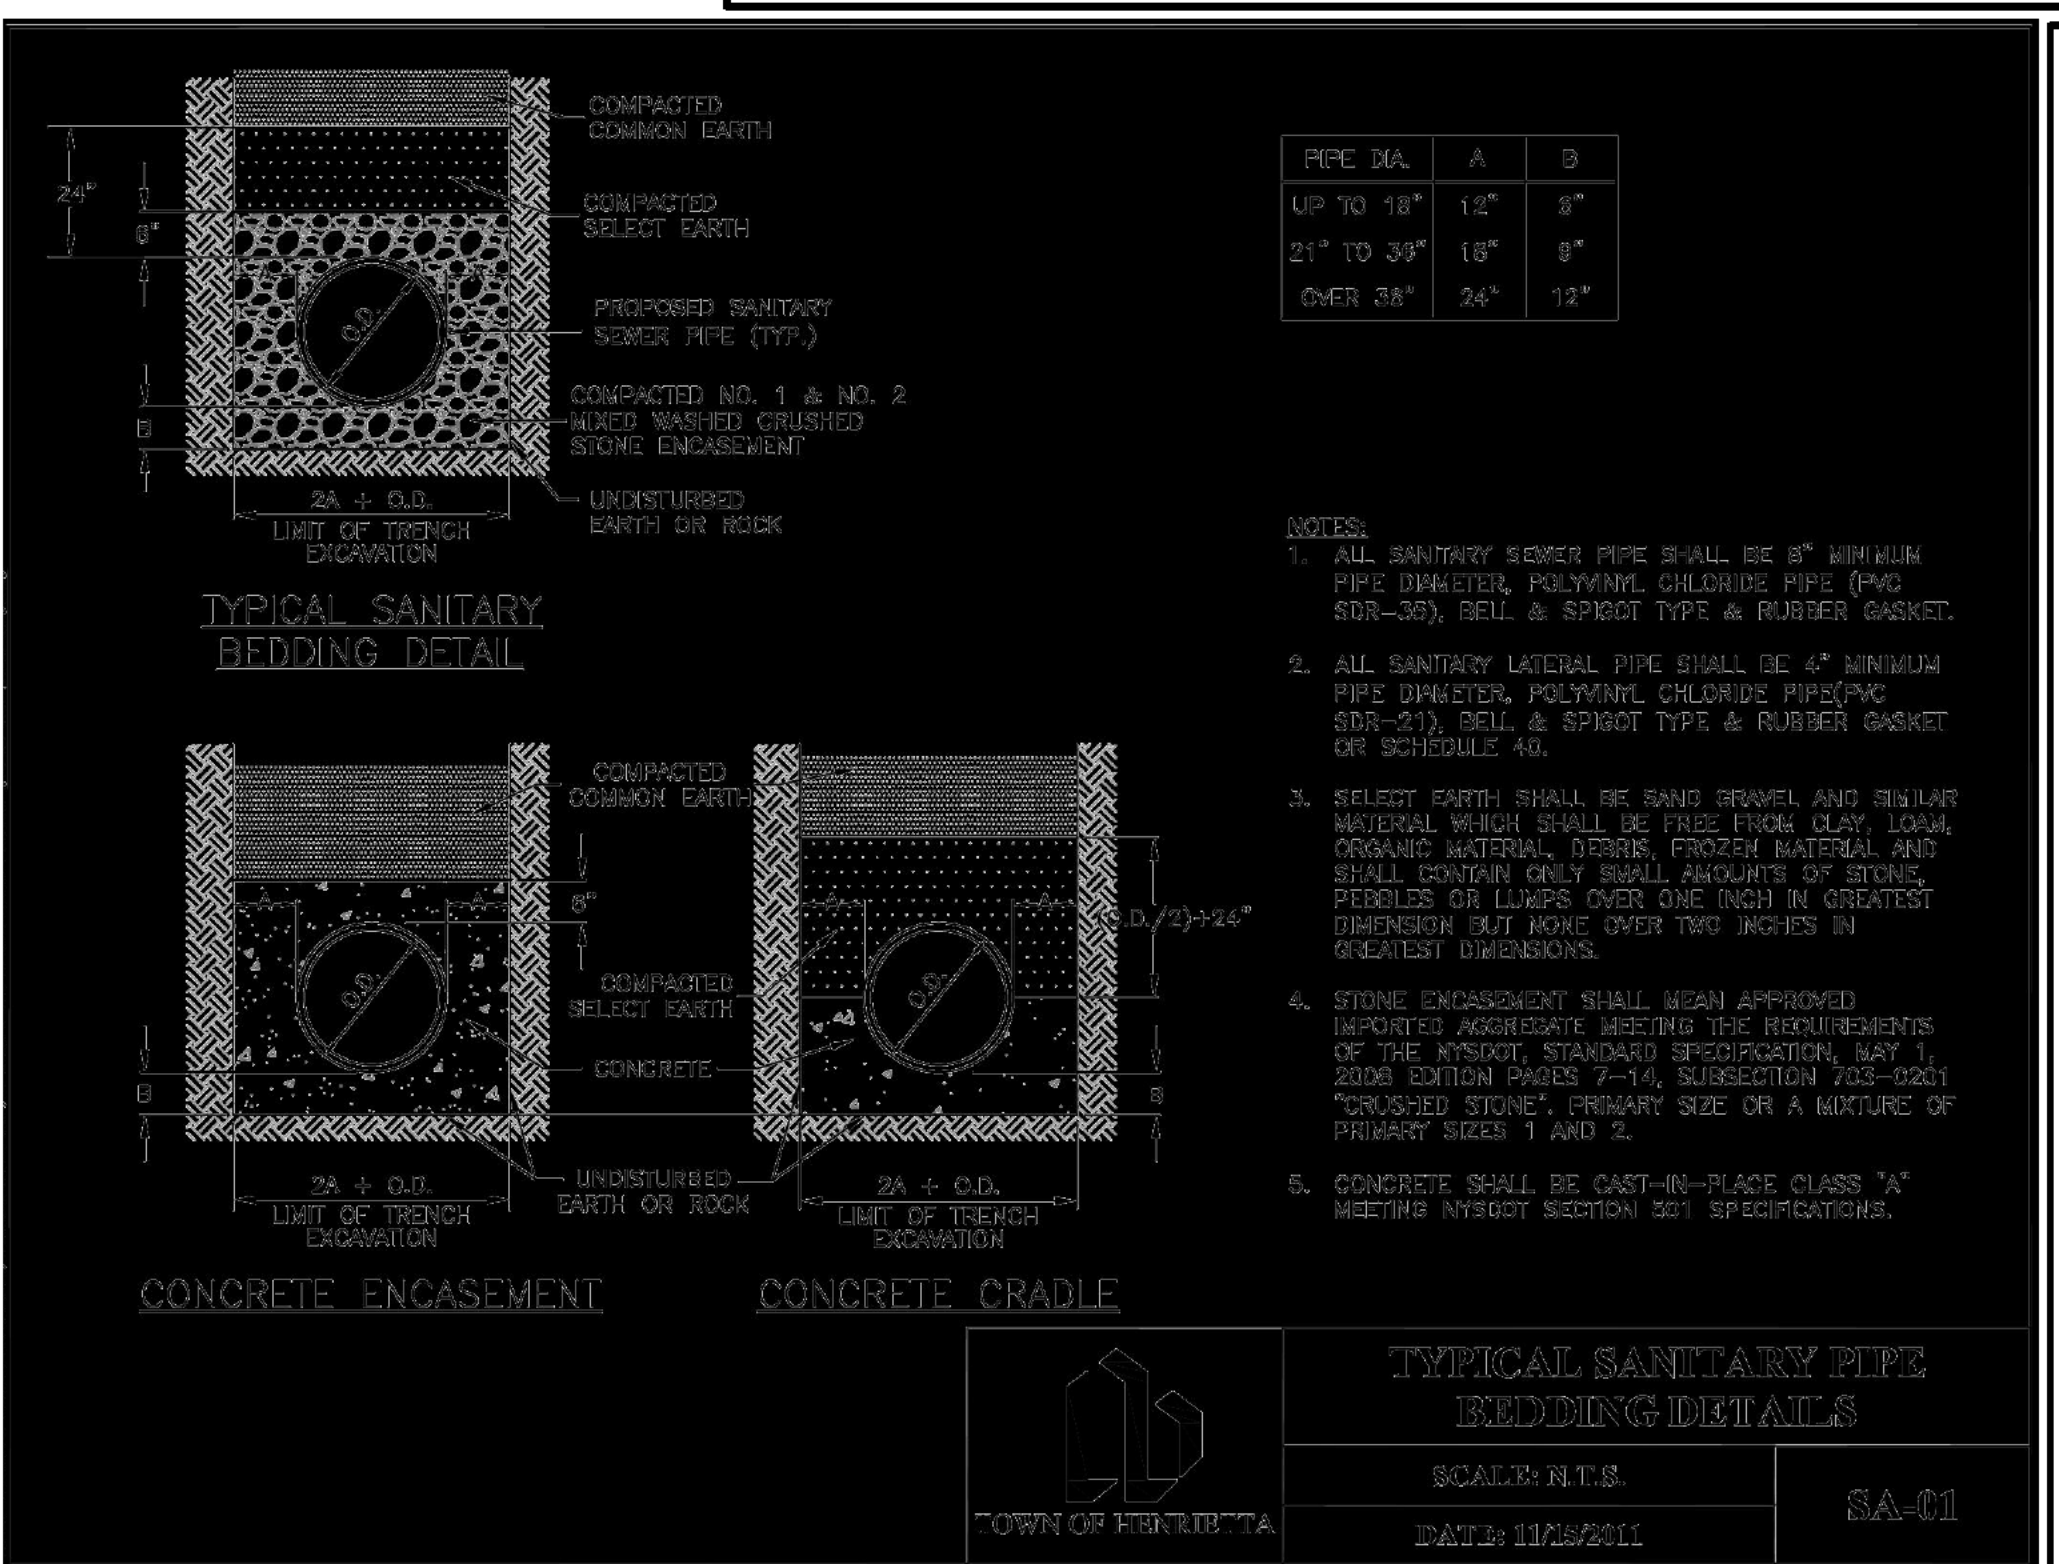 COMPACTED
COMMON EARTH
24"
COMPACTED
SELECT EARTH
6"
A
A
O.D.
PROPOSED SANITARY
SEWER PIPE (TYP.)
COMPACTED NO. 1 & NO. 2
MIXED WASHED CRUSHED
STONE ENCASEMENT
B
UNDISTURBED
EARTH OR ROCK
2A + O.D.
LIMIT OF TRENCH
EXCAVATION
TYPICAL SANITARY
BEDDING DETAIL
PIPE DIA. A B
UP TO 18" 12" 6"
21" TO 36" 18" 9"
OVER 36" 24" 12"
COMPACTED
COMMON EARTH
A
A
6"
O.D.
COMPACTED
SELECT EARTH
CONCRETE
B
UNDISTURBED
EARTH OR ROCK
2A + O.D.
LIMIT OF TRENCH
EXCAVATION
CONCRETE ENCASEMENT
A
A
(O.D./2)+24"
O.D.
B
2A + O.D.
LIMIT OF TRENCH
EXCAVATION
CONCRETE CRADLE
NOTES:
1. ALL SANITARY SEWER PIPE SHALL BE 8" MINIMUM
PIPE DIAMETER, POLYVINYL CHLORIDE PIPE (PVC
SDR-35), BELL & SPIGOT TYPE & RUBBER GASKET.
2. ALL SANITARY LATERAL PIPE SHALL BE 4" MINIMUM
PIPE DIAMETER, POLYVINYL CHLORIDE PIPE(PVC
SDR-21), BELL & SPIGOT TYPE & RUBBER GASKET
OR SCHEDULE 40.
3. SELECT EARTH SHALL BE SAND GRAVEL AND SIMILAR
MATERIAL WHICH SHALL BE FREE FROM CLAY, LOAM,
ORGANIC MATERIAL, DEBRIS, FROZEN MATERIAL AND
SHALL CONTAIN ONLY SMALL AMOUNTS OF STONE,
PEBBLES OR LUMPS OVER ONE INCH IN GREATEST
DIMENSION BUT NONE OVER TWO INCHES IN
GREATEST DIMENSIONS.
4. STONE ENCASEMENT SHALL MEAN APPROVED
IMPORTED AGGREGATE MEETING THE REQUIREMENTS
OF THE NYSDOT, STANDARD SPECIFICATION, MAY 1,
2008 EDITION PAGES 7-14, SUBSECTION 703-0201
"CRUSHED STONE". PRIMARY SIZE OR A MIXTURE OF
PRIMARY SIZES 1 AND 2.
5. CONCRETE SHALL BE CAST-IN-PLACE CLASS "A"
MEETING NYSDOT SECTION 501 SPECIFICATIONS.
TOWN OF HENRIETTA
TYPICAL SANITARY PIPE
BEDDING DETAILS
SCALE: N.T.S.
DATE: 11/15/2011
SA-01